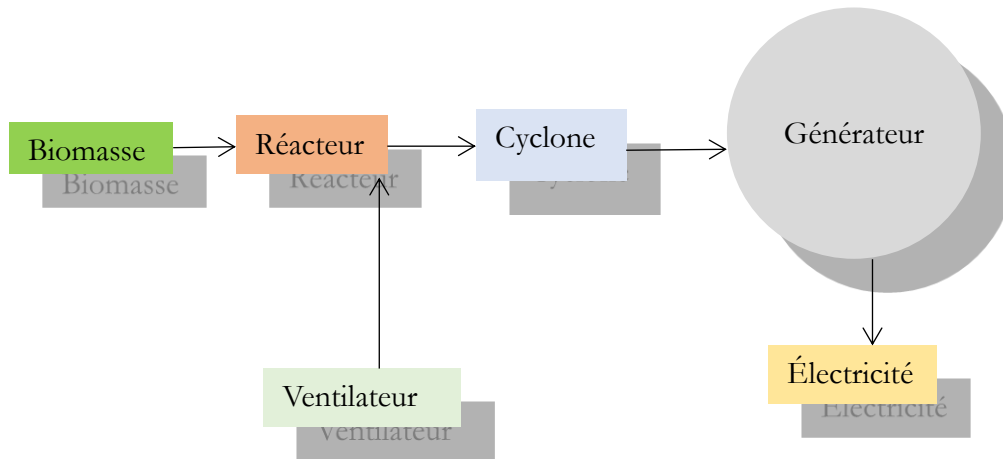 Biomasse
Réacteur
Cyclone
Générateur
Ventilateur
Électricité